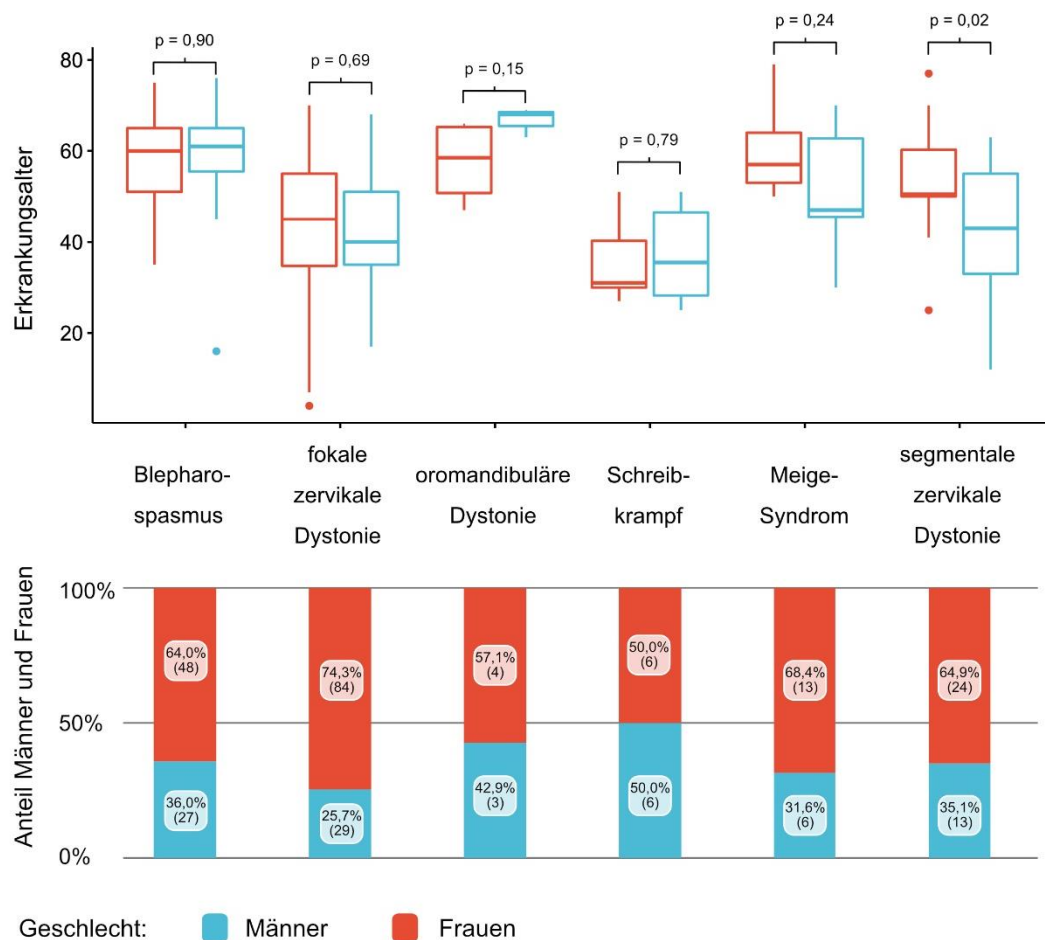 p = 0,90
p = 0,69
p = 0,15
p = 0,79
p = 0,24
p = 0,02
Erkrankungsalter
80
60
40
20
Blepharo-
spasmus
fokale
zervikale
Dystonie
oromandibuläre
Dystonie
Schreib-
krampf
Meige-
Syndrom
segmentale
zervikale
Dystonie
Anteil Männer und Frauen
100%
50%
0%
64,0%
(48)
36,0%
(27)
74,3%
(84)
25,7%
(29)
57,1%
(4)
42,9%
(3)
50,0%
(6)
50,0%
(6)
68,4%
(13)
31,6%
(6)
64,9%
(24)
35,1%
(13)
Geschlecht: Männer Frauen